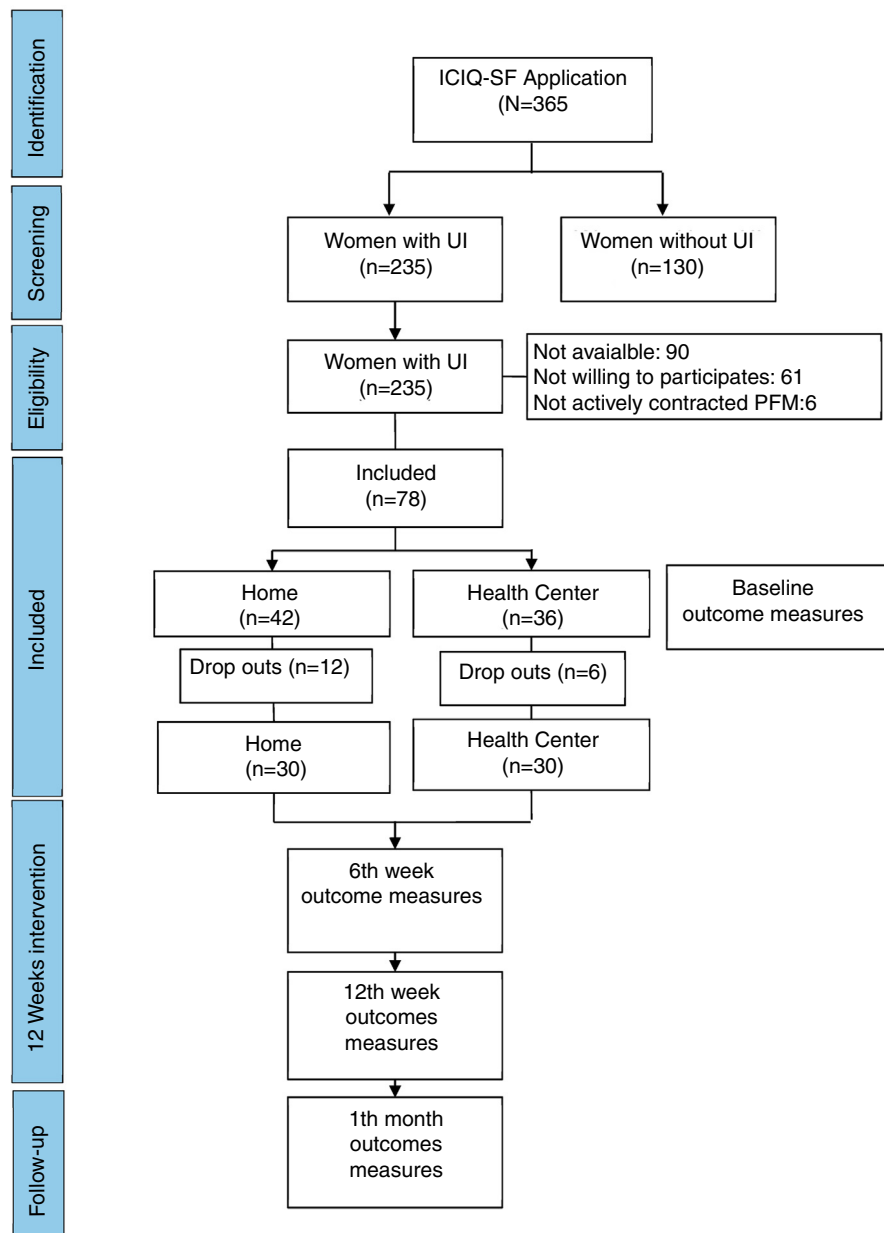 Identification
ICIQ-SF Application
(N=365
Screening
Women with UI
(n=235)
Women without UI
(n=130)
Eligibility
Women with UI
(n=235)
Not avaialble: 90
Not willing to participates: 61
Not actively contracted PFM:6
Included
Included
(n=78)
Home
(n=42)
Health Center
(n=36)
Baseline
outcome measures
Drop outs (n=12)
Drop outs (n=6)
Home
(n=30)
Health Center
(n=30)
12 Weeks intervention
6th week
outcome measures
12th week
outcomes
measures
Follow-up
1th month
outcomes
measures